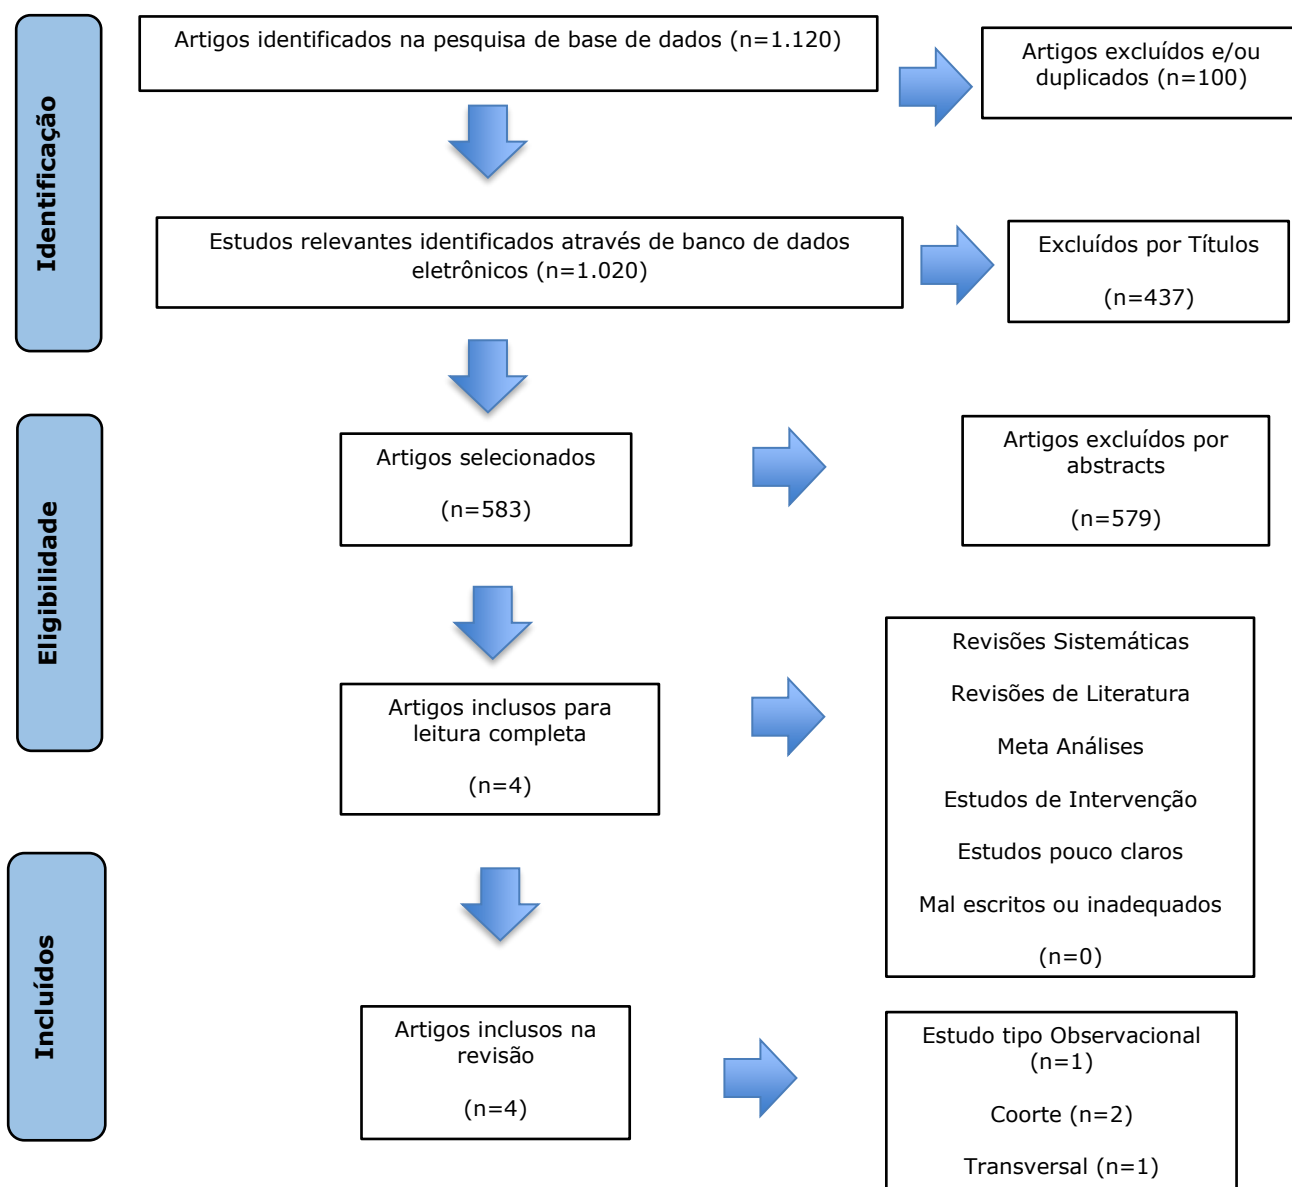 Identificação
Artigos identificados na pesquisa de base de dados (n=1.120)
Artigos excluídos e/ou
duplicados (n=100)
Estudos relevantes identificados através de banco de dados
eletrônicos (n=1.020)
Excluídos por Títulos
(n=437)
Eligibilidade
Artigos selecionados
(n=583)
Artigos excluídos por
abstracts
(n=579)
Artigos inclusos para
leitura completa
(n=4)
Revisões Sistemáticas
Revisões de Literatura
Meta Análises
Estudos de Intervenção
Estudos pouco claros
Mal escritos ou inadequados
(n=0)
Incluídos
Artigos inclusos na
revisão
(n=4)
Estudo tipo Observacional
(n=1)
Coorte (n=2)
Transversal (n=1)